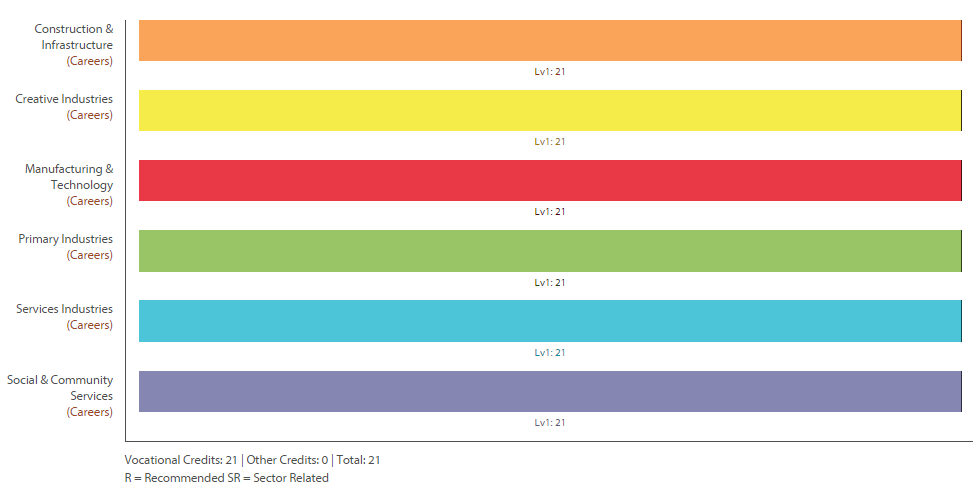 Construction &
Infrastructure
(Careers)
Lv1: 21
Creative Industries
(Careers)
Lv1: 21
Manufacturing &
Technology
(Careers)
Lv1: 21
Primary Industries
(Careers)
Lv1: 21
Services Industries
(Careers)
Lv1: 21
Social & Community
Services
(Careers)
Lv1: 21
Vocational Credits: 21 | Other Credits: 0 | Total: 21
R = Recommended SR = Sector Related